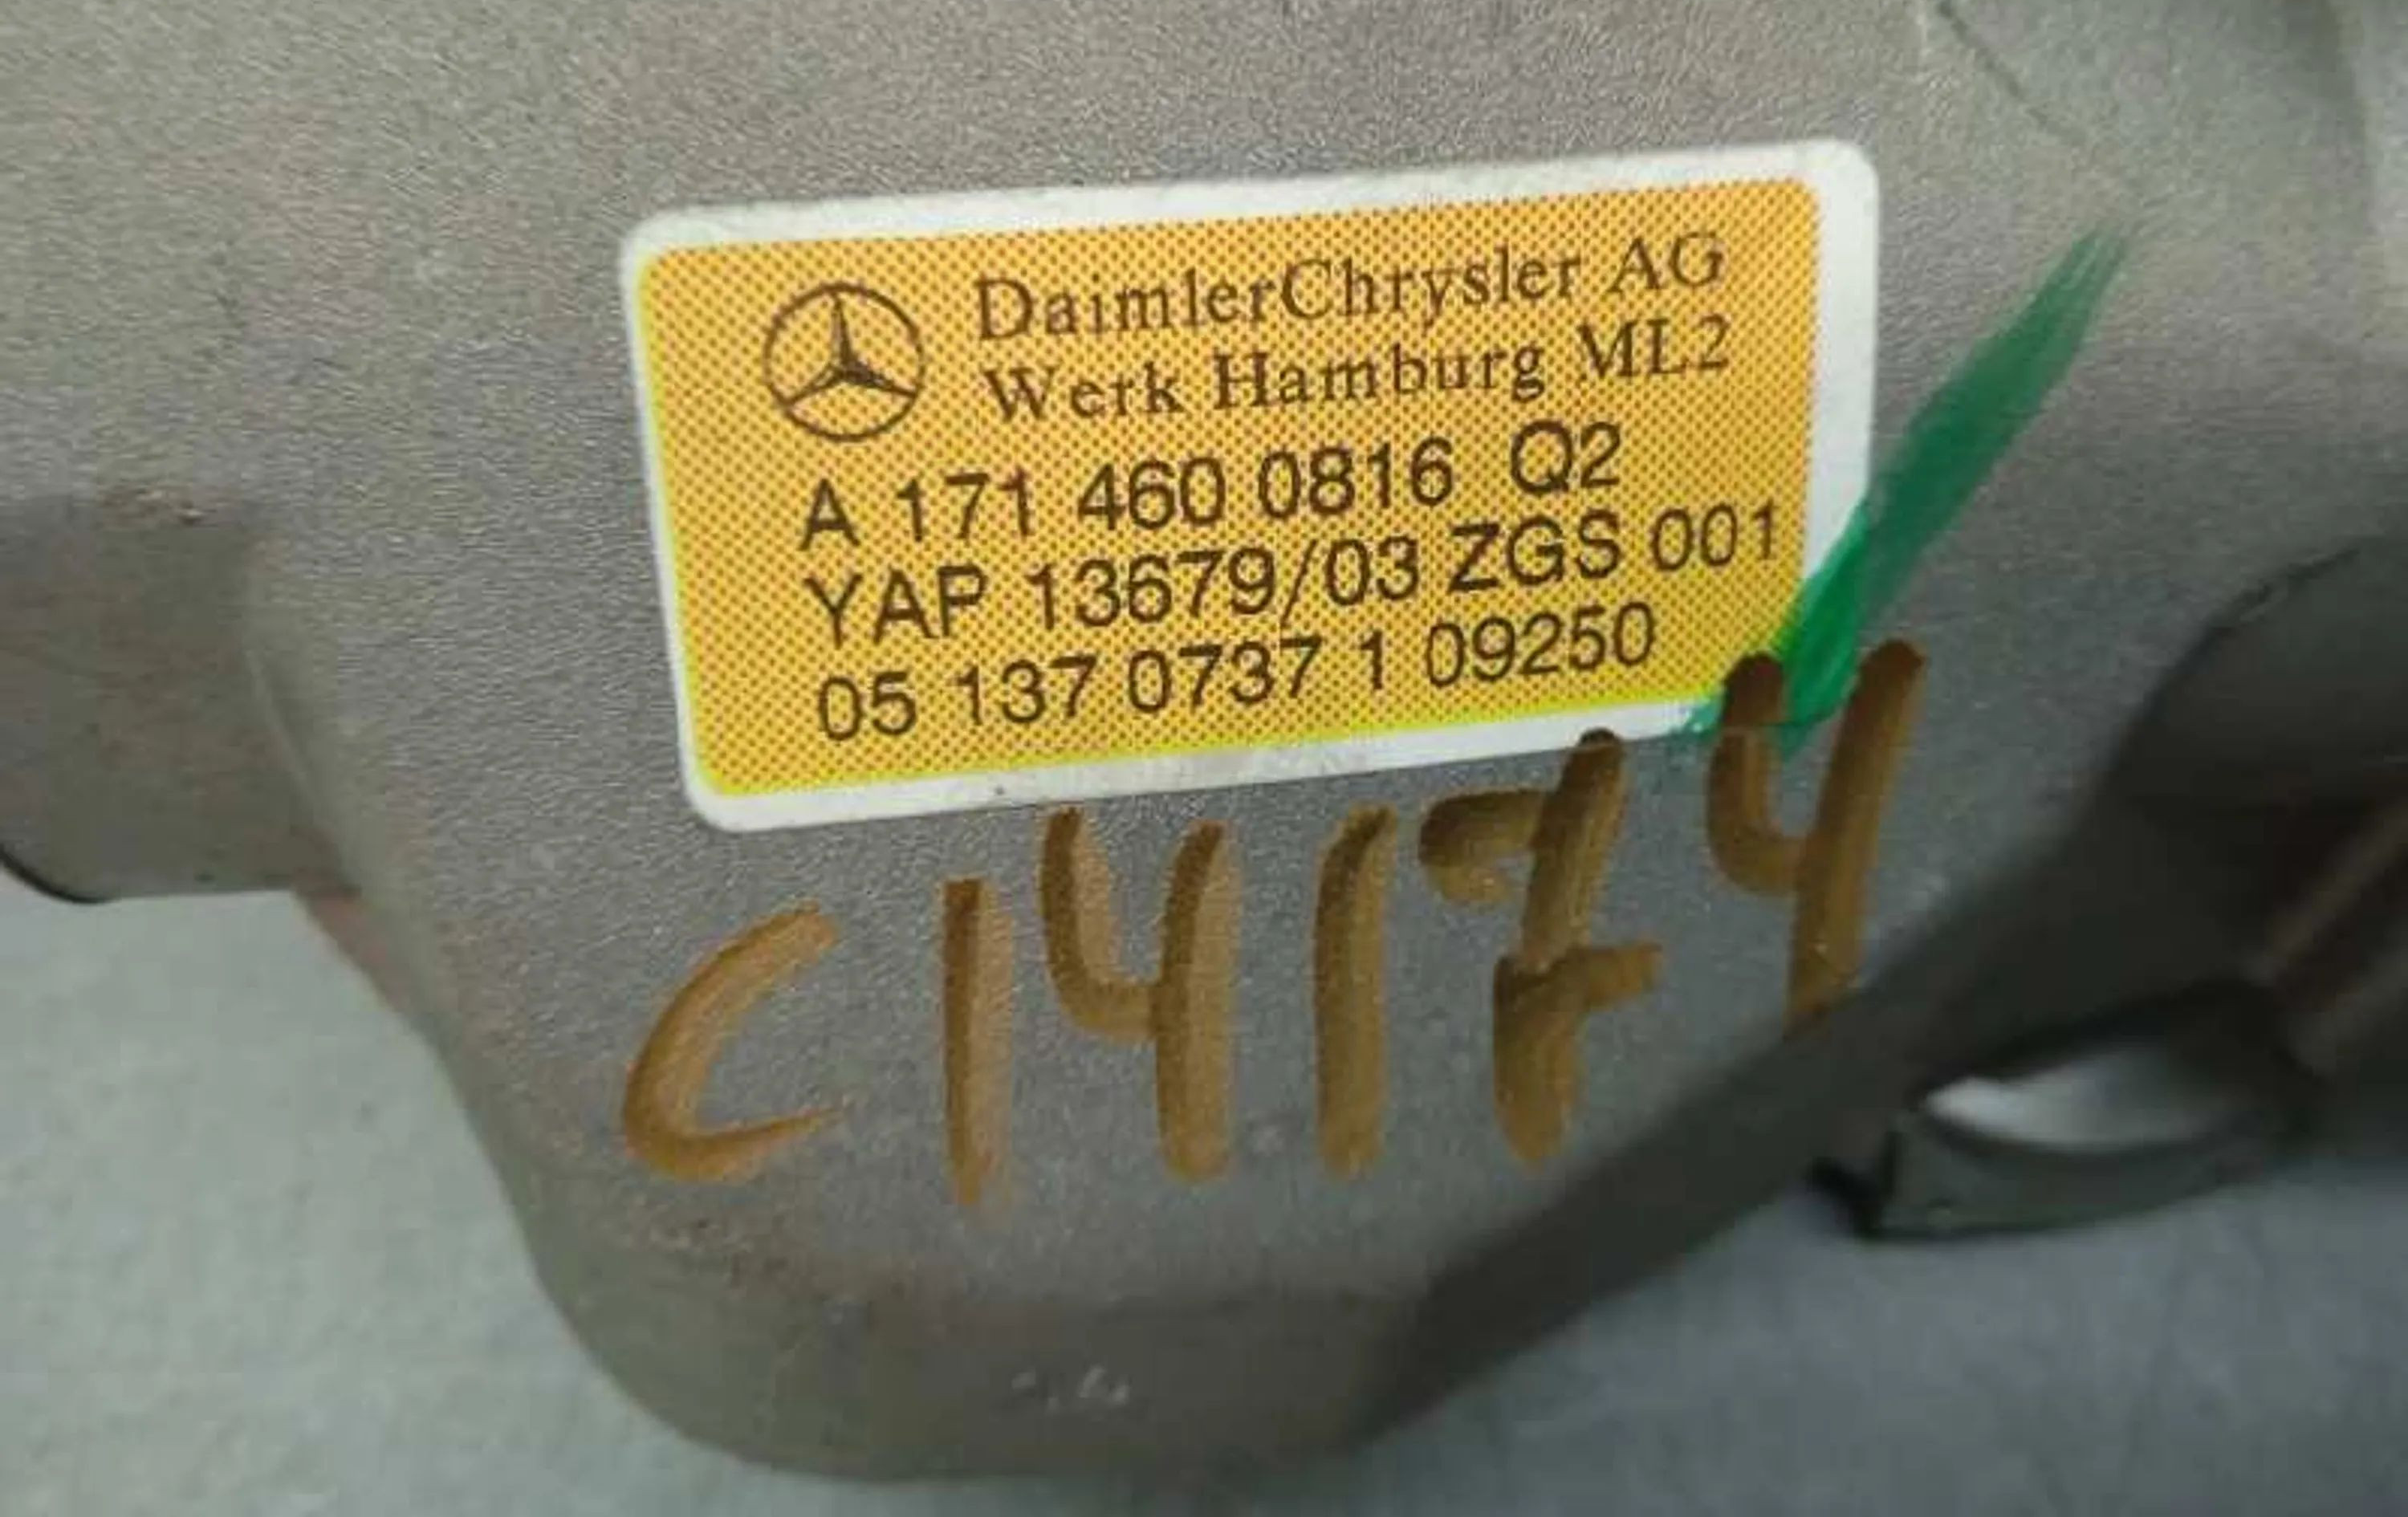 DaimlerChrysler AG
Werk Hamburg ML2
A 171 460 0816 Q2
YAP 13679/03 ZGS 001
05 137 0737 1 09250
C14174